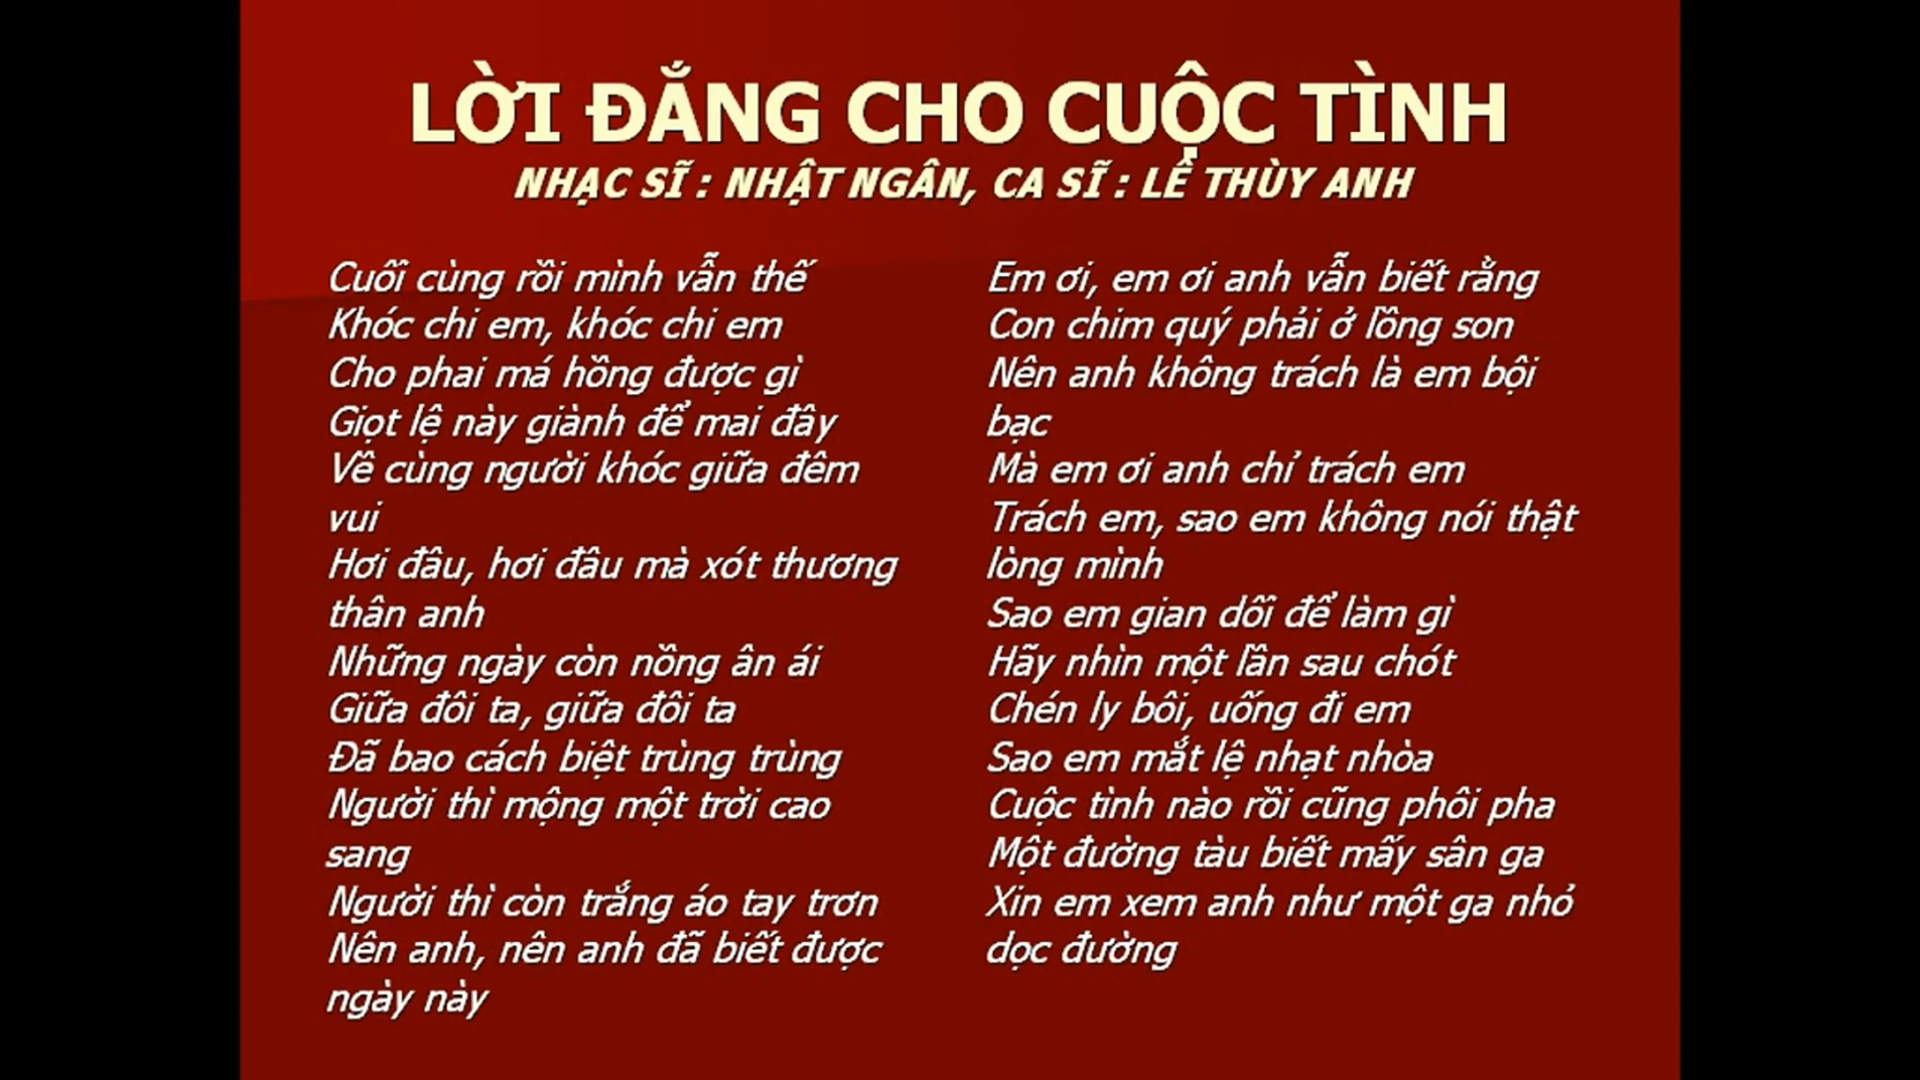 LỜI ĐẮNG CHO CUỘC TÌNH
NHẠC SĨ : NHẬT NGÂN, CA SĨ : LÊ THÙY ANH
Cuối cùng rồi mình vẫn thế
Khóc chi em, khóc chi em
Cho phai má hồng được gì
Giọt lệ này giành để mai đây
Về cùng người khóc giữa đêm
vui
Hơi đâu, hơi đâu mà xót thương
thân anh
Những ngày còn nồng ân ái
Giữa đôi ta, giữa đôi ta
Đã bao cách biệt trùng trùng
Người thì mộng một trời cao
sang
Người thì còn trắng áo tay trơn
Nên anh, nên anh đã biết được
ngày này
Em ơi, em ơi anh vẫn biết rằng
Con chim quý phải ở lồng son
Nên anh không trách là em bội
bạc
Mà em ơi anh chỉ trách em
Trách em, sao em không nói thật
lòng mình
Sao em gian dối để làm gì
Hãy nhìn một lần sau chót
Chén ly bôi, uống đi em
Sao em mắt lệ nhạt nhòa
Cuộc tình nào rồi cũng phôi pha
Một đường tàu biết mấy sân ga
Xin em xem anh như một ga nhỏ
dọc đường